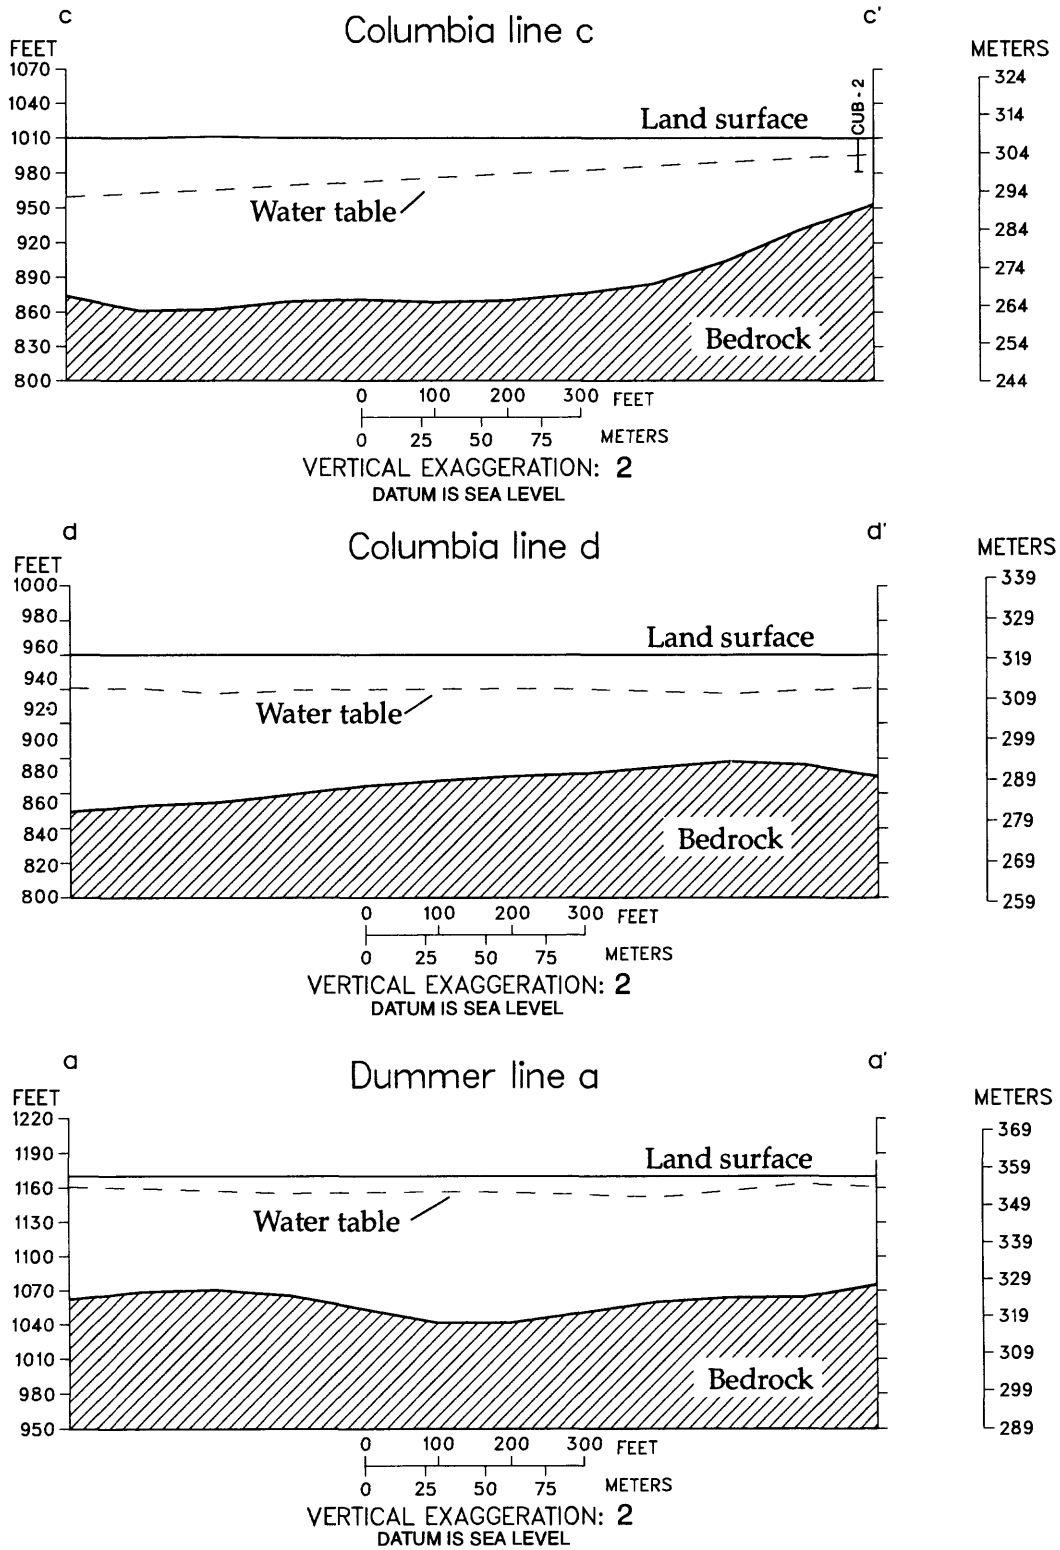 c c'
Columbia line c
FEET METERS
1070
1040
1010
980
950
920
890
860
830
800
Land surface
CUB - 2
Water table
Bedrock
324
314
304
294
284
274
264
254
244
0 100 200 300 FEET
0 25 50 75 METERS
VERTICAL EXAGGERATION: 2
DATUM IS SEA LEVEL
d d'
Columbia line d
FEET METERS
1000
980
960
940
920
900
880
860
840
820
800
Land surface
Water table
Bedrock
339
329
319
309
299
289
279
269
259
0 100 200 300 FEET
0 25 50 75 METERS
VERTICAL EXAGGERATION: 2
DATUM IS SEA LEVEL
a a'
Dummer line a
FEET METERS
1220
1190
1160
1130
1100
1070
1040
1010
980
950
Land surface
Water table
Bedrock
369
359
349
339
329
319
309
299
289
0 100 200 300 FEET
0 25 50 75 METERS
VERTICAL EXAGGERATION: 2
DATUM IS SEA LEVEL